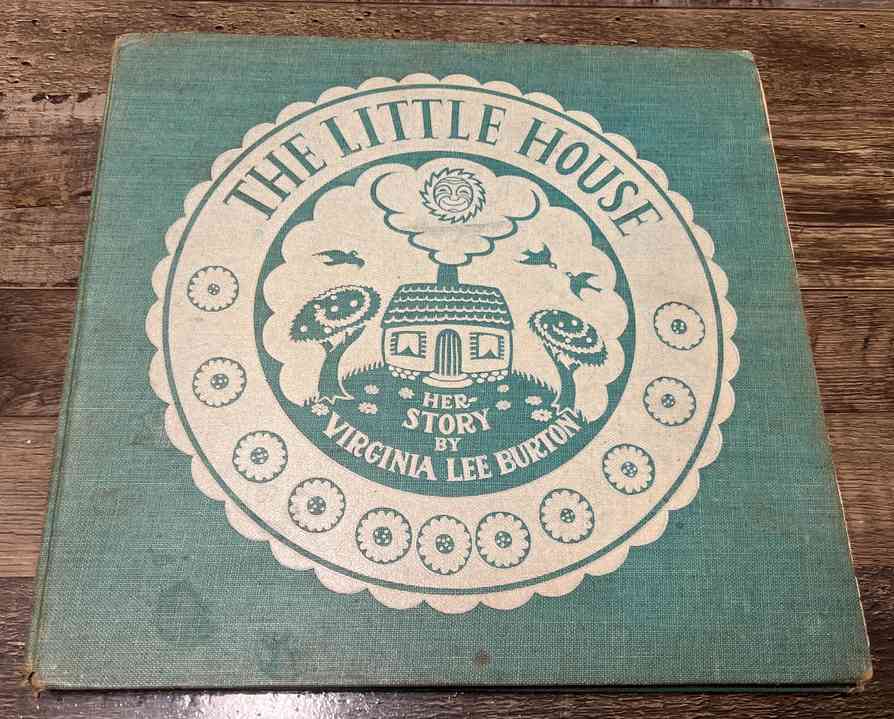 THE LITTLE HOUSE
HER-
STORY
BY
VIRGINIA LEE BURTON